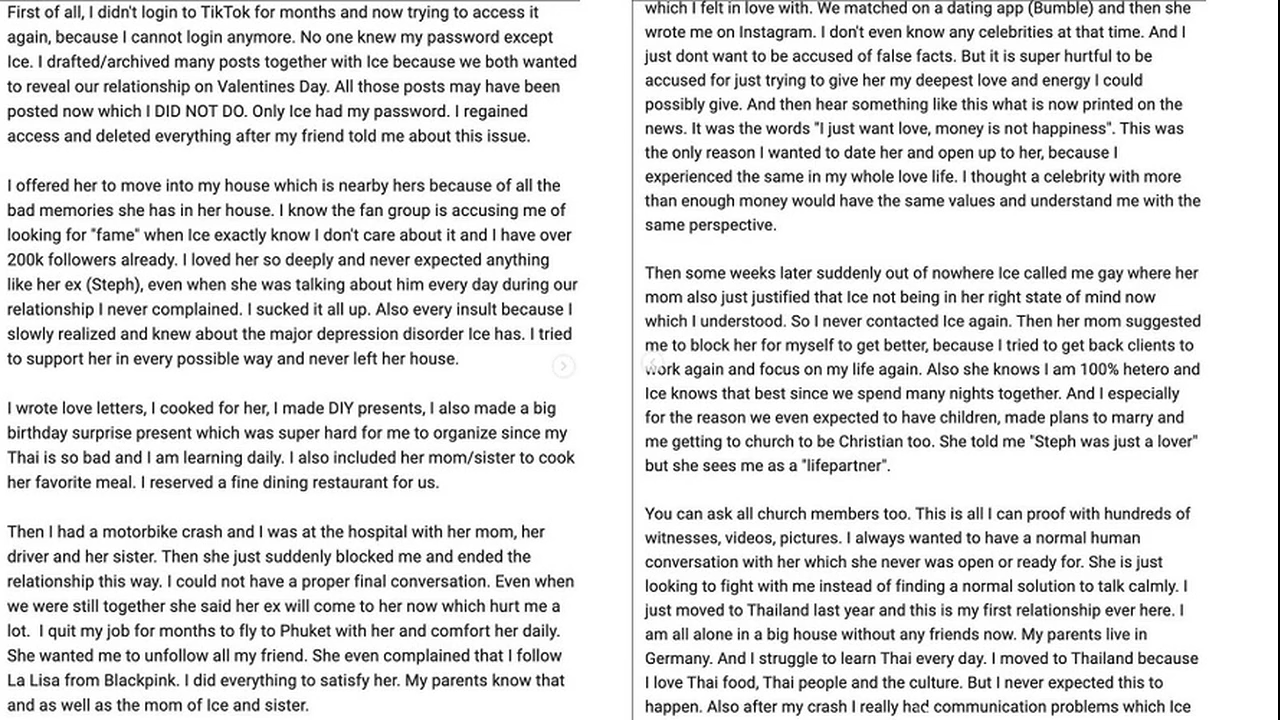 First of all, I didn't login to TikTok for months and now trying to access it
again, because I cannot login anymore. No one knew my password except
Ice. I drafted/archived many posts together with Ice because we both wanted
to reveal our relationship on Valentines Day. All those posts may have been
posted now which I DID NOT DO. Only Ice had my password. I regained
access and deleted everything after my friend told me about this issue.
I offered her to move into my house which is nearby hers because of all the
bad memories she has in her house. I know the fan group is accusing me of
looking for "fame" when Ice exactly know I don't care about it and I have over
200k followers already. I loved her so deeply and never expected anything
like her ex (Steph), even when she was talking about him every day during our
relationship I never complained. I sucked it all up. Also every insult because I
slowly realized and knew about the major depression disorder Ice has. I tried
to support her in every possible way and never left her house.
I wrote love letters, I cooked for her, I made DIY presents, I also made a big
birthday surprise present which was super hard for me to organize since my
Thai is so bad and I am learning daily. I also included her mom/sister to cook
her favorite meal. I reserved a fine dining restaurant for us.
Then I had a motorbike crash and I was at the hospital with her mom, her
driver and her sister. Then she just suddenly blocked me and ended the
relationship this way. I could not have a proper final conversation. Even when
we were still together she said her ex will come to her now which hurt me a
lot.  I quit my job for months to fly to Phuket with her and comfort her daily.
She wanted me to unfollow all my friend. She even complained that I follow
La Lisa from Blackpink. I did everything to satisfy her. My parents know that
and as well as the mom of Ice and sister.
which I felt in love with. We matched on a dating app (Bumble) and then she
wrote me on Instagram. I don't even know any celebrities at that time. And I
just dont want to be accused of false facts. But it is super hurtful to be
accused for just trying to give her my deepest love and energy I could
possibly give. And then hear something like this what is now printed on the
news. It was the words "I just want love, money is not happiness". This was
the only reason I wanted to date her and open up to her, because I
experienced the same in my whole love life. I thought a celebrity with more
than enough money would have the same values and understand me with the
same perspective.
Then some weeks later suddenly out of nowhere Ice called me gay where her
mom also just justified that Ice not being in her right state of mind now
which I understood. So I never contacted Ice again. Then her mom suggested
me to block her for myself to get better, because I tried to get back clients to
work again and focus on my life again. Also she knows I am 100% hetero and
Ice knows that best since we spend many nights together. And I especially
for the reason we even expected to have children, made plans to marry and
me getting to church to be Christian too. She told me "Steph was just a lover"
but she sees me as a "lifepartner".
You can ask all church members too. This is all I can proof with hundreds of
witnesses, videos, pictures. I always wanted to have a normal human
conversation with her which she never was open or ready for. She is just
looking to fight with me instead of finding a normal solution to talk calmly. I
just moved to Thailand last year and this is my first relationship ever here. I
am all alone in a big house without any friends now. My parents live in
Germany. And I struggle to learn Thai every day. I moved to Thailand because
I love Thai food, Thai people and the culture. But I never expected this to
happen. Also after my crash I really had communication problems which Ice